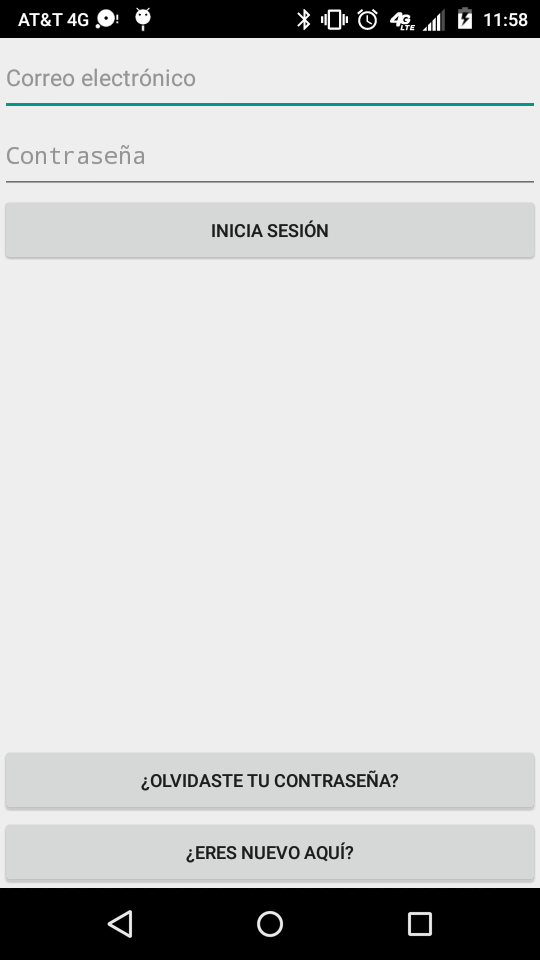 AT&T 4G 4G LTE 11:58
Correo electrónico
Contraseña
INICIA SESIÓN
¿OLVIDASTE TU CONTRASEÑA?
¿ERES NUEVO AQUÍ?